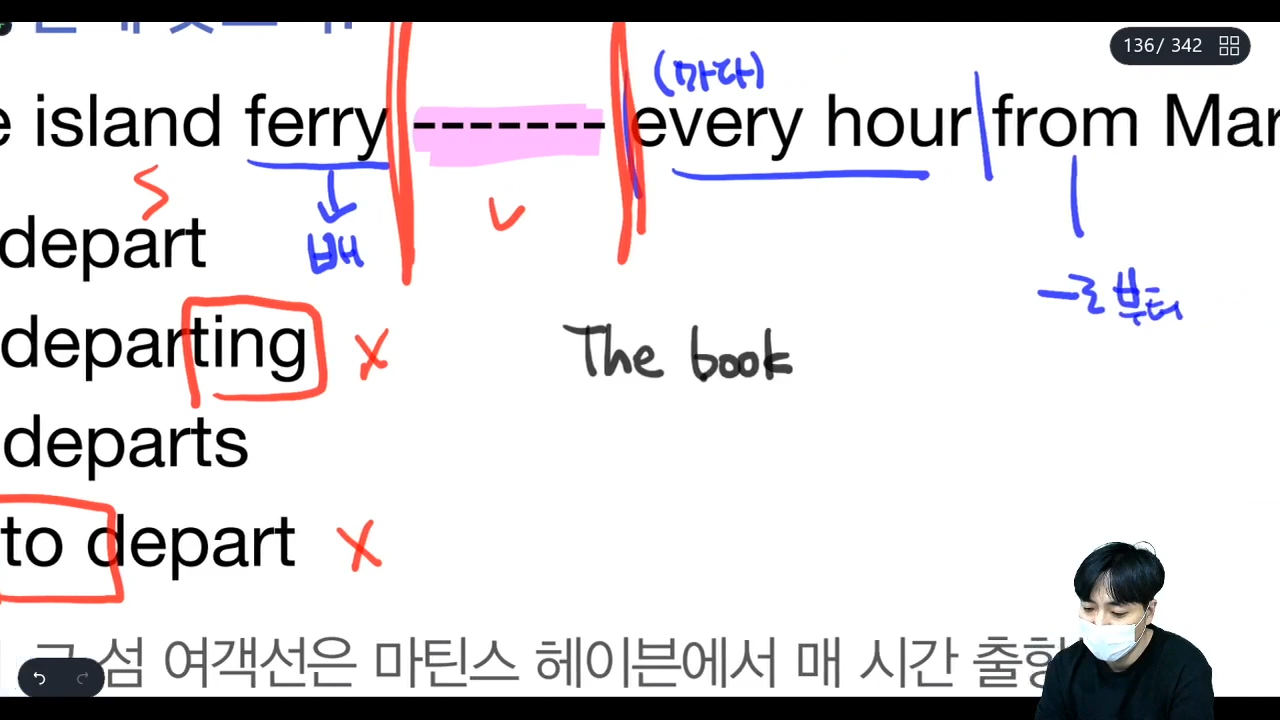 136/ 342
(마다)
island ferry ------- every hour from Mar
S
V
배
depart
~로부터
departing X
The book
departs
to depart X
그 섬 여객선은 마틴스 헤이븐에서 매 시간 출항